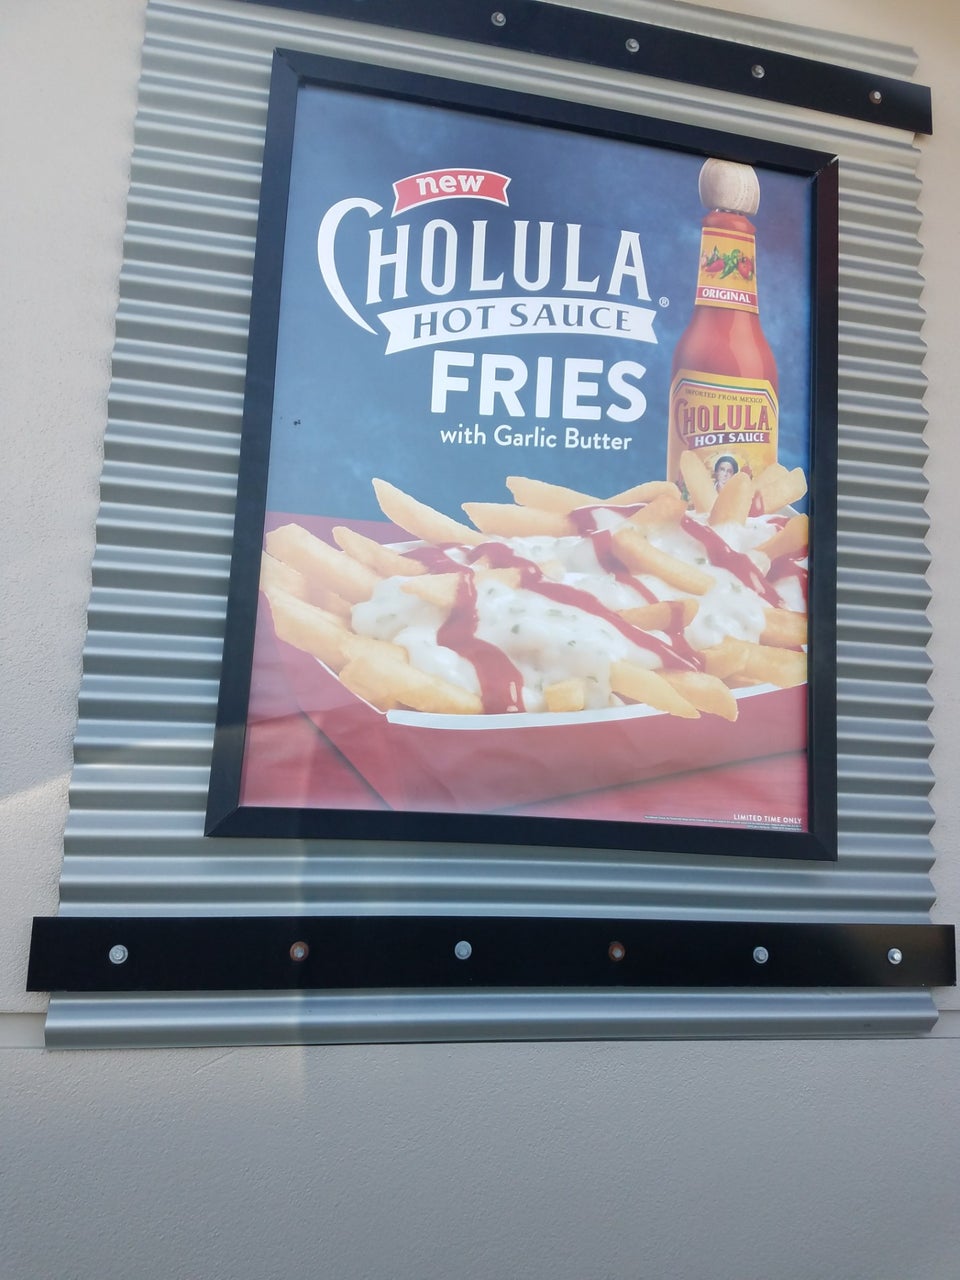 new
CHOLULA®
HOT SAUCE
FRIES
with Garlic Butter
ORIGINAL
IMPORTED FROM MEXICO
CHOLULA
HOT SAUCE
LIMITED TIME ONLY